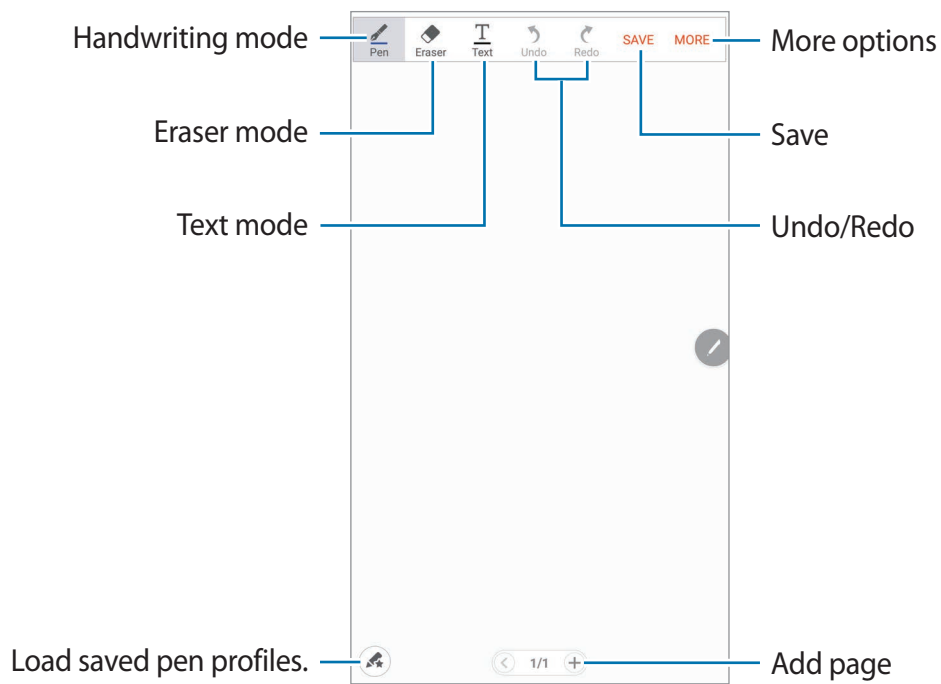 Handwriting mode
Pen
Eraser
Text
Undo
Redo
SAVE
MORE
More options
Eraser mode
Save
Text mode
Undo/Redo
Load saved pen profiles.
1/1
Add page